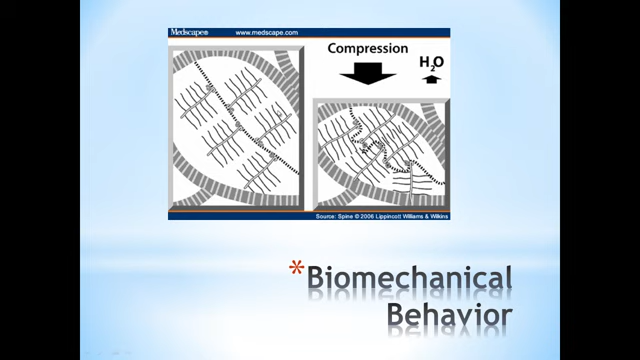 Medscape® www.medscape.com
Compression
H2O
Source: Spine © 2006 Lippincott Williams & Wilkins
*Biomechanical
Behavior